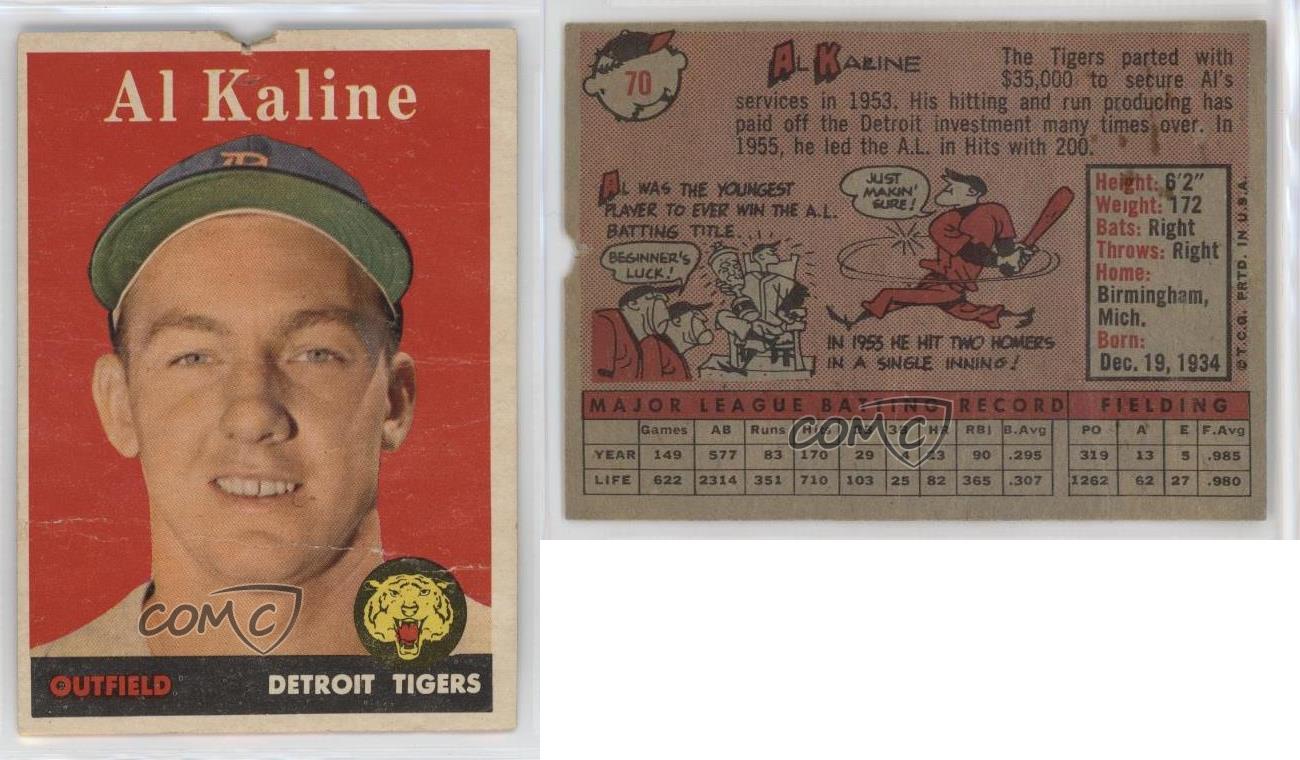 Al Kaline
COMC
OUTFIELD
DETROIT TIGERS
70
AL KALINE
The Tigers parted with
$35,000 to secure Al's
services in 1953. His hitting and run producing has
paid off the Detroit investment many times over. In
1955, he led the A.L. in Hits with 200.
AL WAS THE YOUNGEST
PLAYER TO EVER WIN THE A.L.
BATTING TITLE...
BEGINNER'S
LUCK!
JUST
MAKIN'
SURE!
IN 1955 HE HIT TWO HOMERS
IN A SINGLE INNING!
Height: 6'2"
Weight: 172
Bats: Right
Throws: Right
Home:
Birmingham,
Mich.
Born:
Dec. 19, 1934
© T.C.G. PRTD. IN U.S.A.
MAJOR LEAGUE BATTING RECORD FIELDING
Games AB Runs Hits 2B 3B HR RBI B.Avg PO A E F.Avg
YEAR 149 577 83 170 29 4 23 90 .295 319 13 5 .985
LIFE 622 2314 351 710 103 25 82 365 .307 1262 62 27 .980
COMC